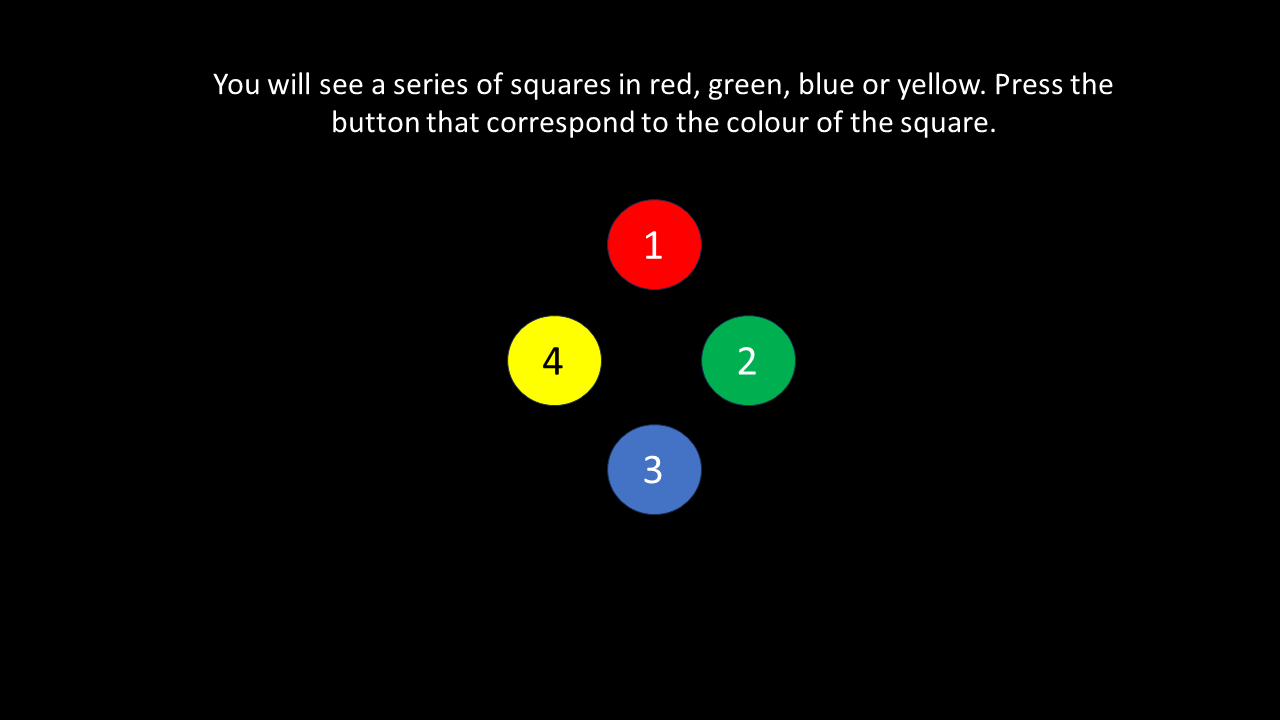 You will see a series of squares in red, green, blue or yellow. Press the
button that correspond to the colour of the square.
1
4 2
3